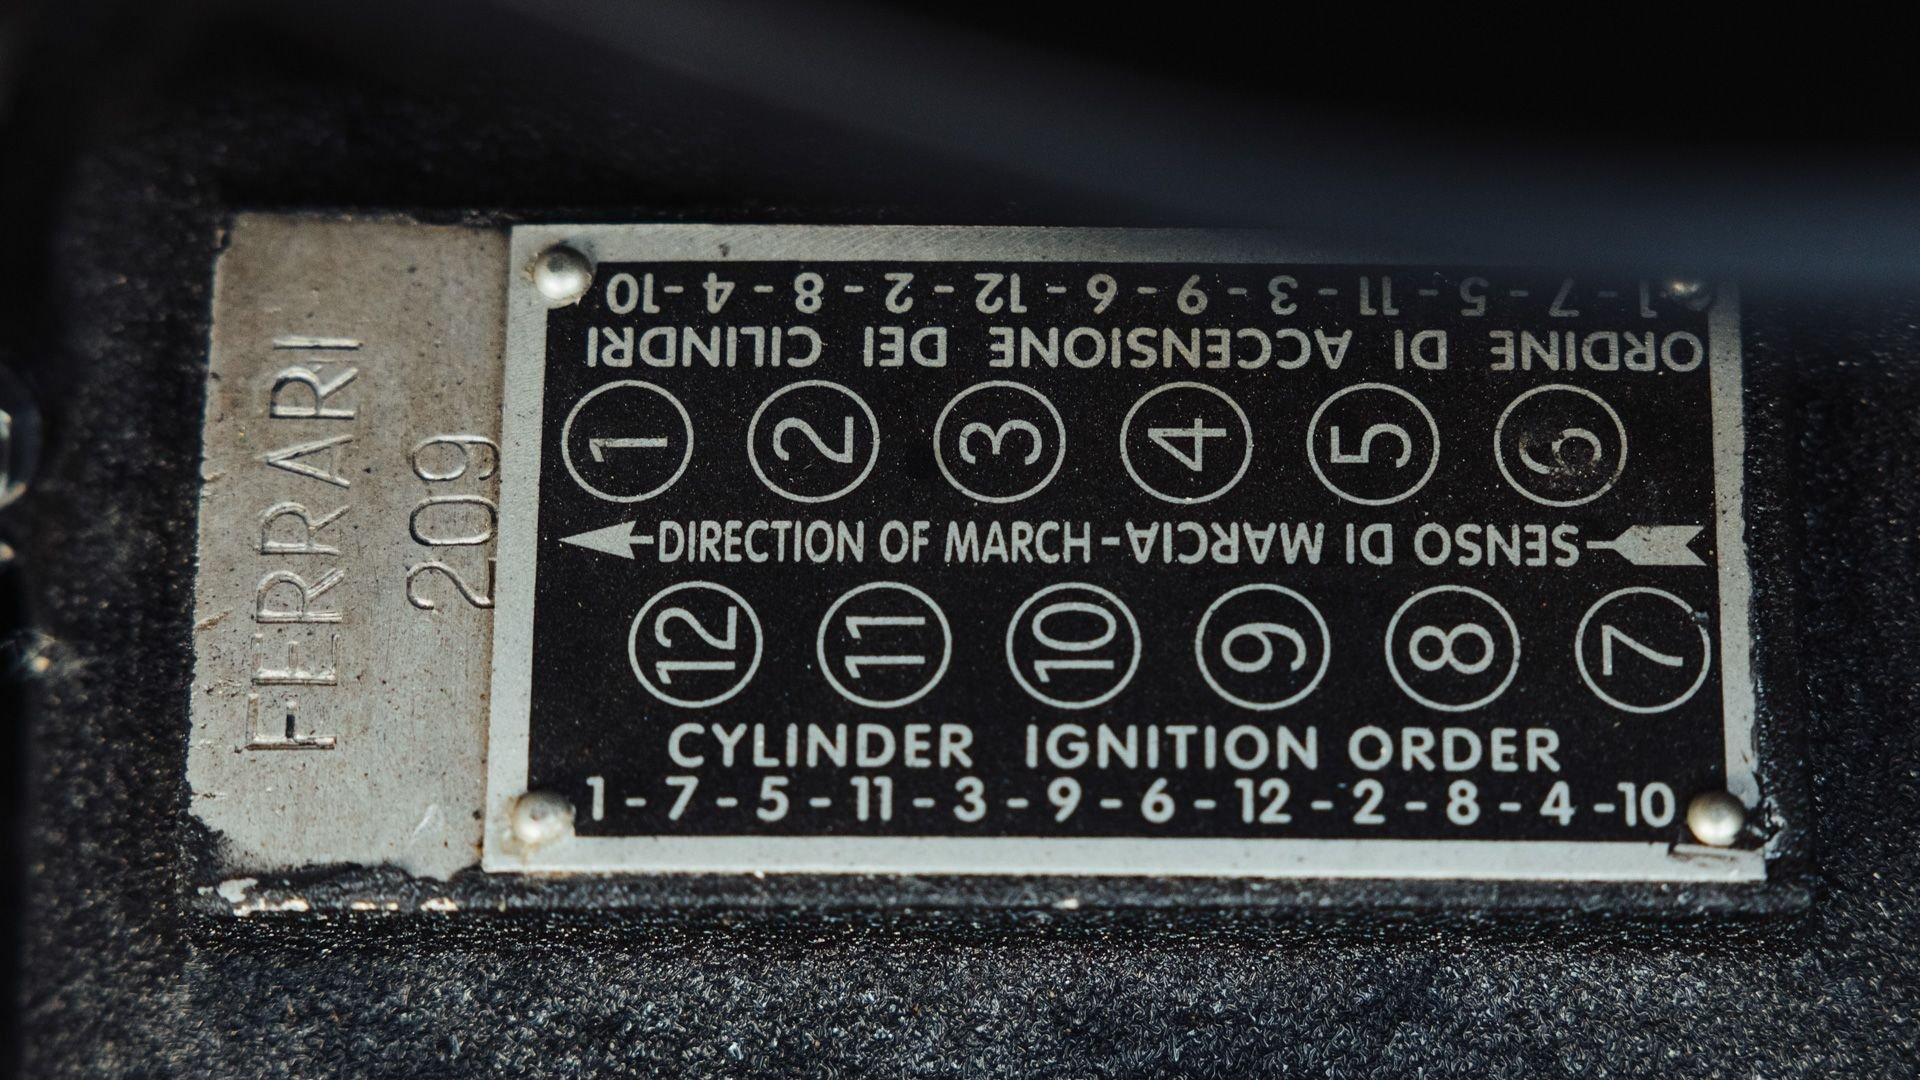 FERRARI
209
1-7-5-11-3-9-6-12-2-8-4-10
ORDINE DI ACCENSIONE DEI CILINDRI
1 2 3 4 5 6
DIRECTION OF MARCH-SENSO DI MARCIA
12 11 10 9 8 7
CYLINDER IGNITION ORDER
1-7-5-11-3-9-6-12-2-8-4-10